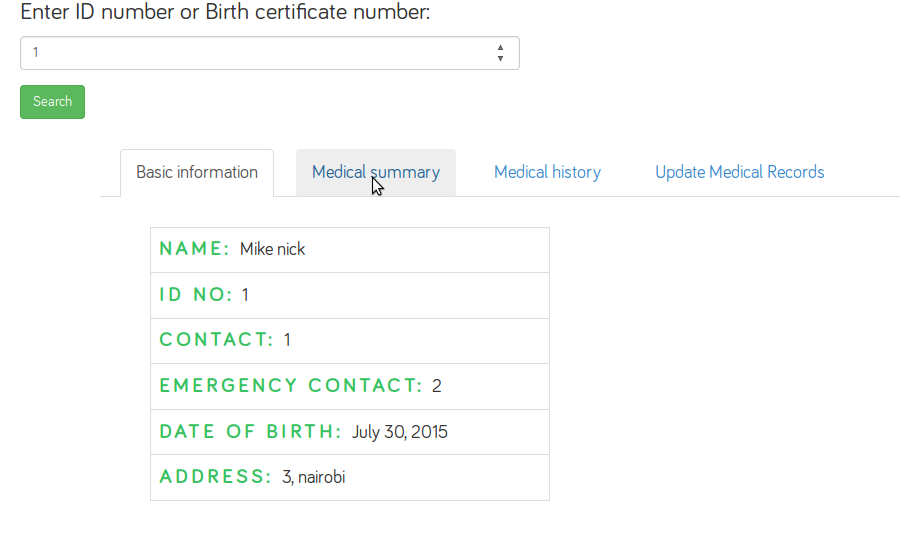 Enter ID number or Birth certificate number:
1
Search
Basic information Medical summary Medical history Update Medical Records
NAME: Mike nick
ID NO: 1
CONTACT: 1
EMERGENCY CONTACT: 2
DATE OF BIRTH: July 30, 2015
ADDRESS: 3, nairobi